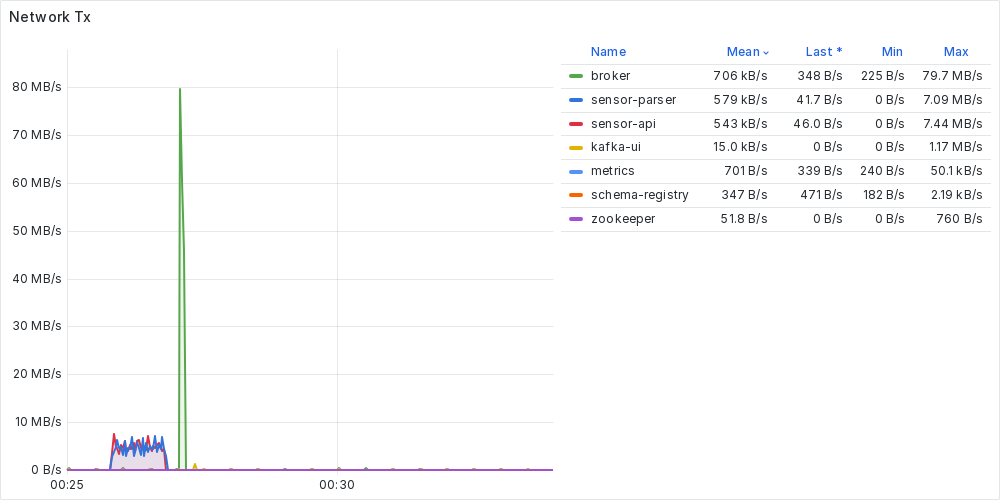 Network Tx
80 MB/s
70 MB/s
60 MB/s
50 MB/s
40 MB/s
30 MB/s
20 MB/s
10 MB/s
0 B/s
00:25 00:30
Name Mean Last * Min Max
broker 706 kB/s 348 B/s 225 B/s 79.7 MB/s
sensor-parser 579 kB/s 41.7 B/s 0 B/s 7.09 MB/s
sensor-api 543 kB/s 46.0 B/s 0 B/s 7.44 MB/s
kafka-ui 15.0 kB/s 0 B/s 0 B/s 1.17 MB/s
metrics 701 B/s 339 B/s 240 B/s 50.1 kB/s
schema-registry 347 B/s 471 B/s 182 B/s 2.19 kB/s
zookeeper 51.8 B/s 0 B/s 0 B/s 760 B/s